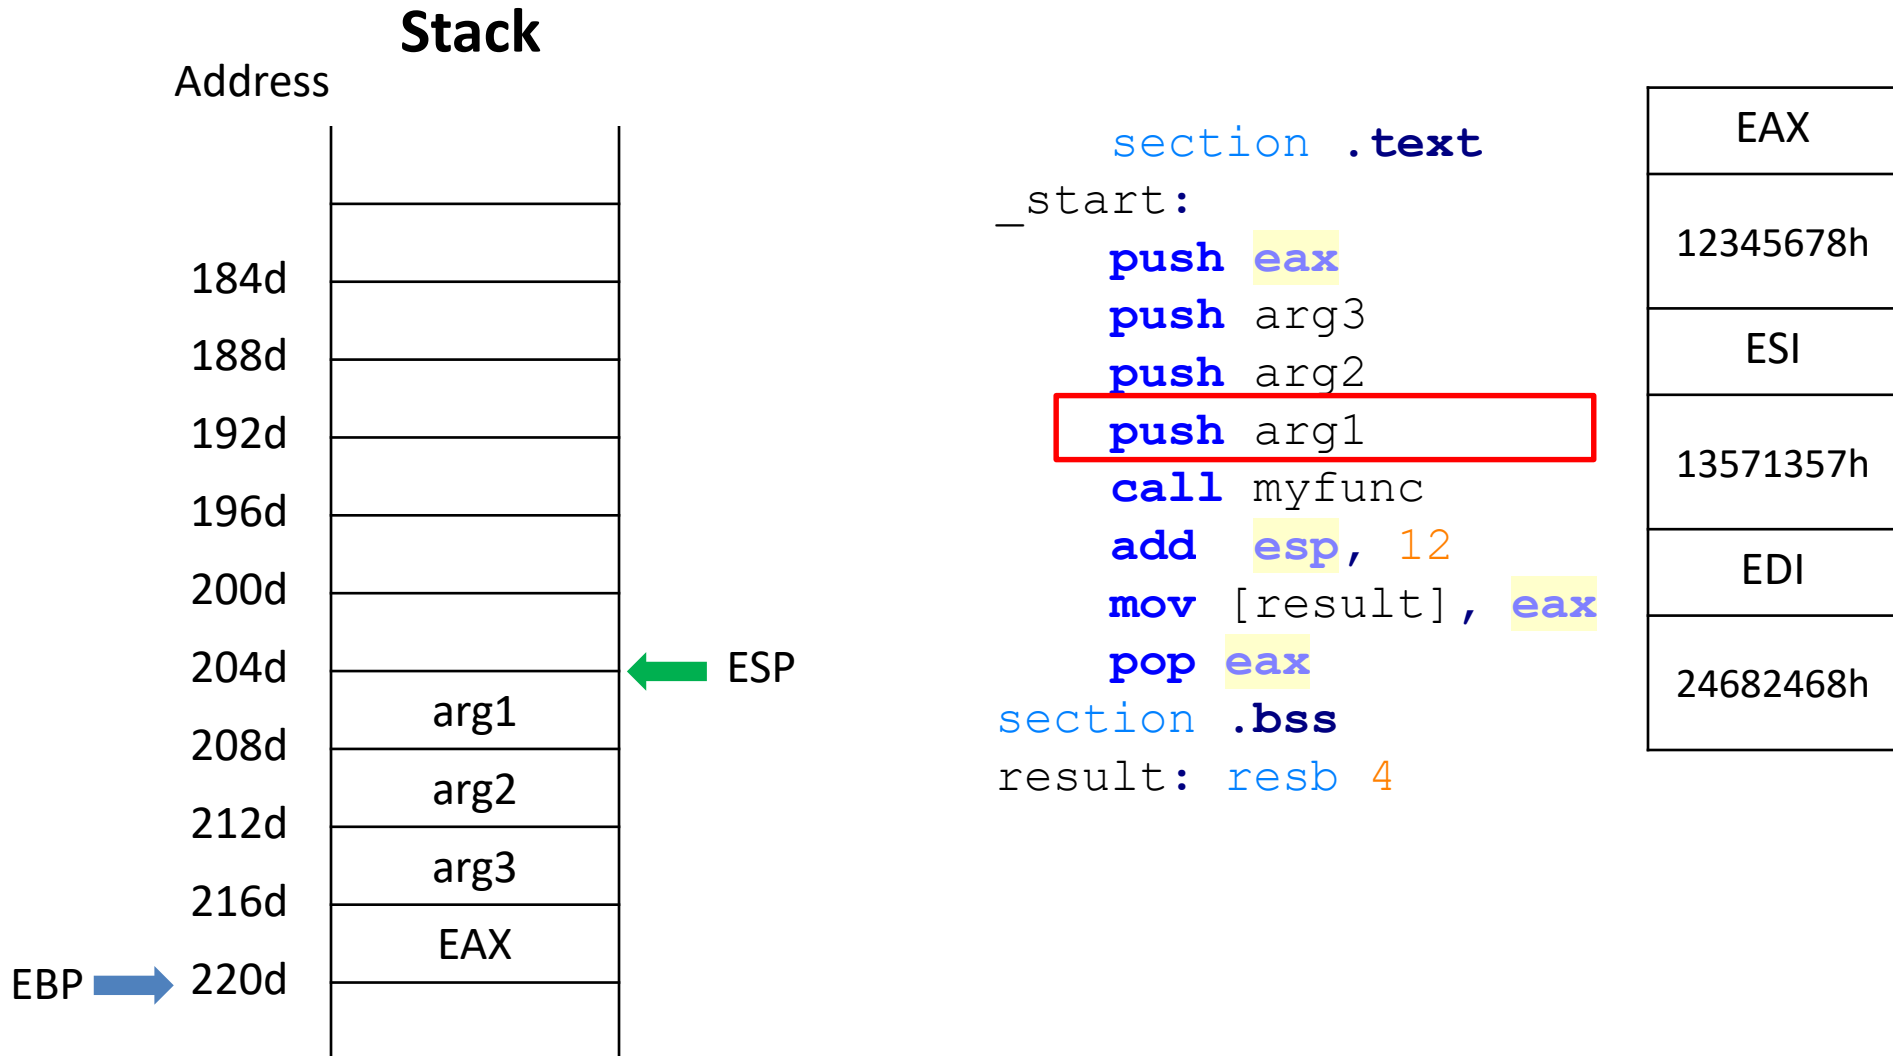 Stack
Address
184d
188d
192d
196d
200d
204d
ESP
arg1
208d
arg2
212d
arg3
216d
EAX
EBP
220d
section .text
_start:
push eax
push arg3
push arg2
push arg1
call myfunc
add esp, 12
mov [result], eax
pop eax
section .bss
result: resb 4
EAX
12345678h
ESI
13571357h
EDI
24682468h